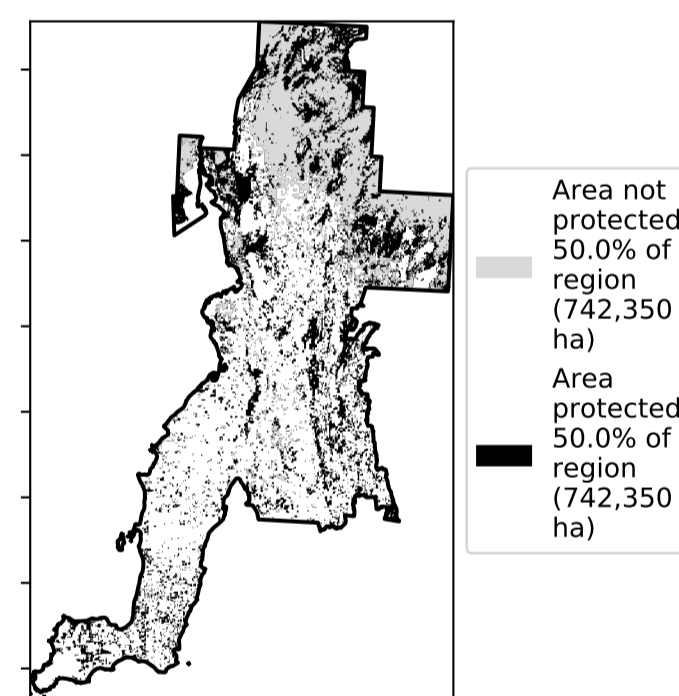 Area not
protected
50.0% of
region
(742,350
ha)
Area
protected
50.0% of
region
(742,350
ha)